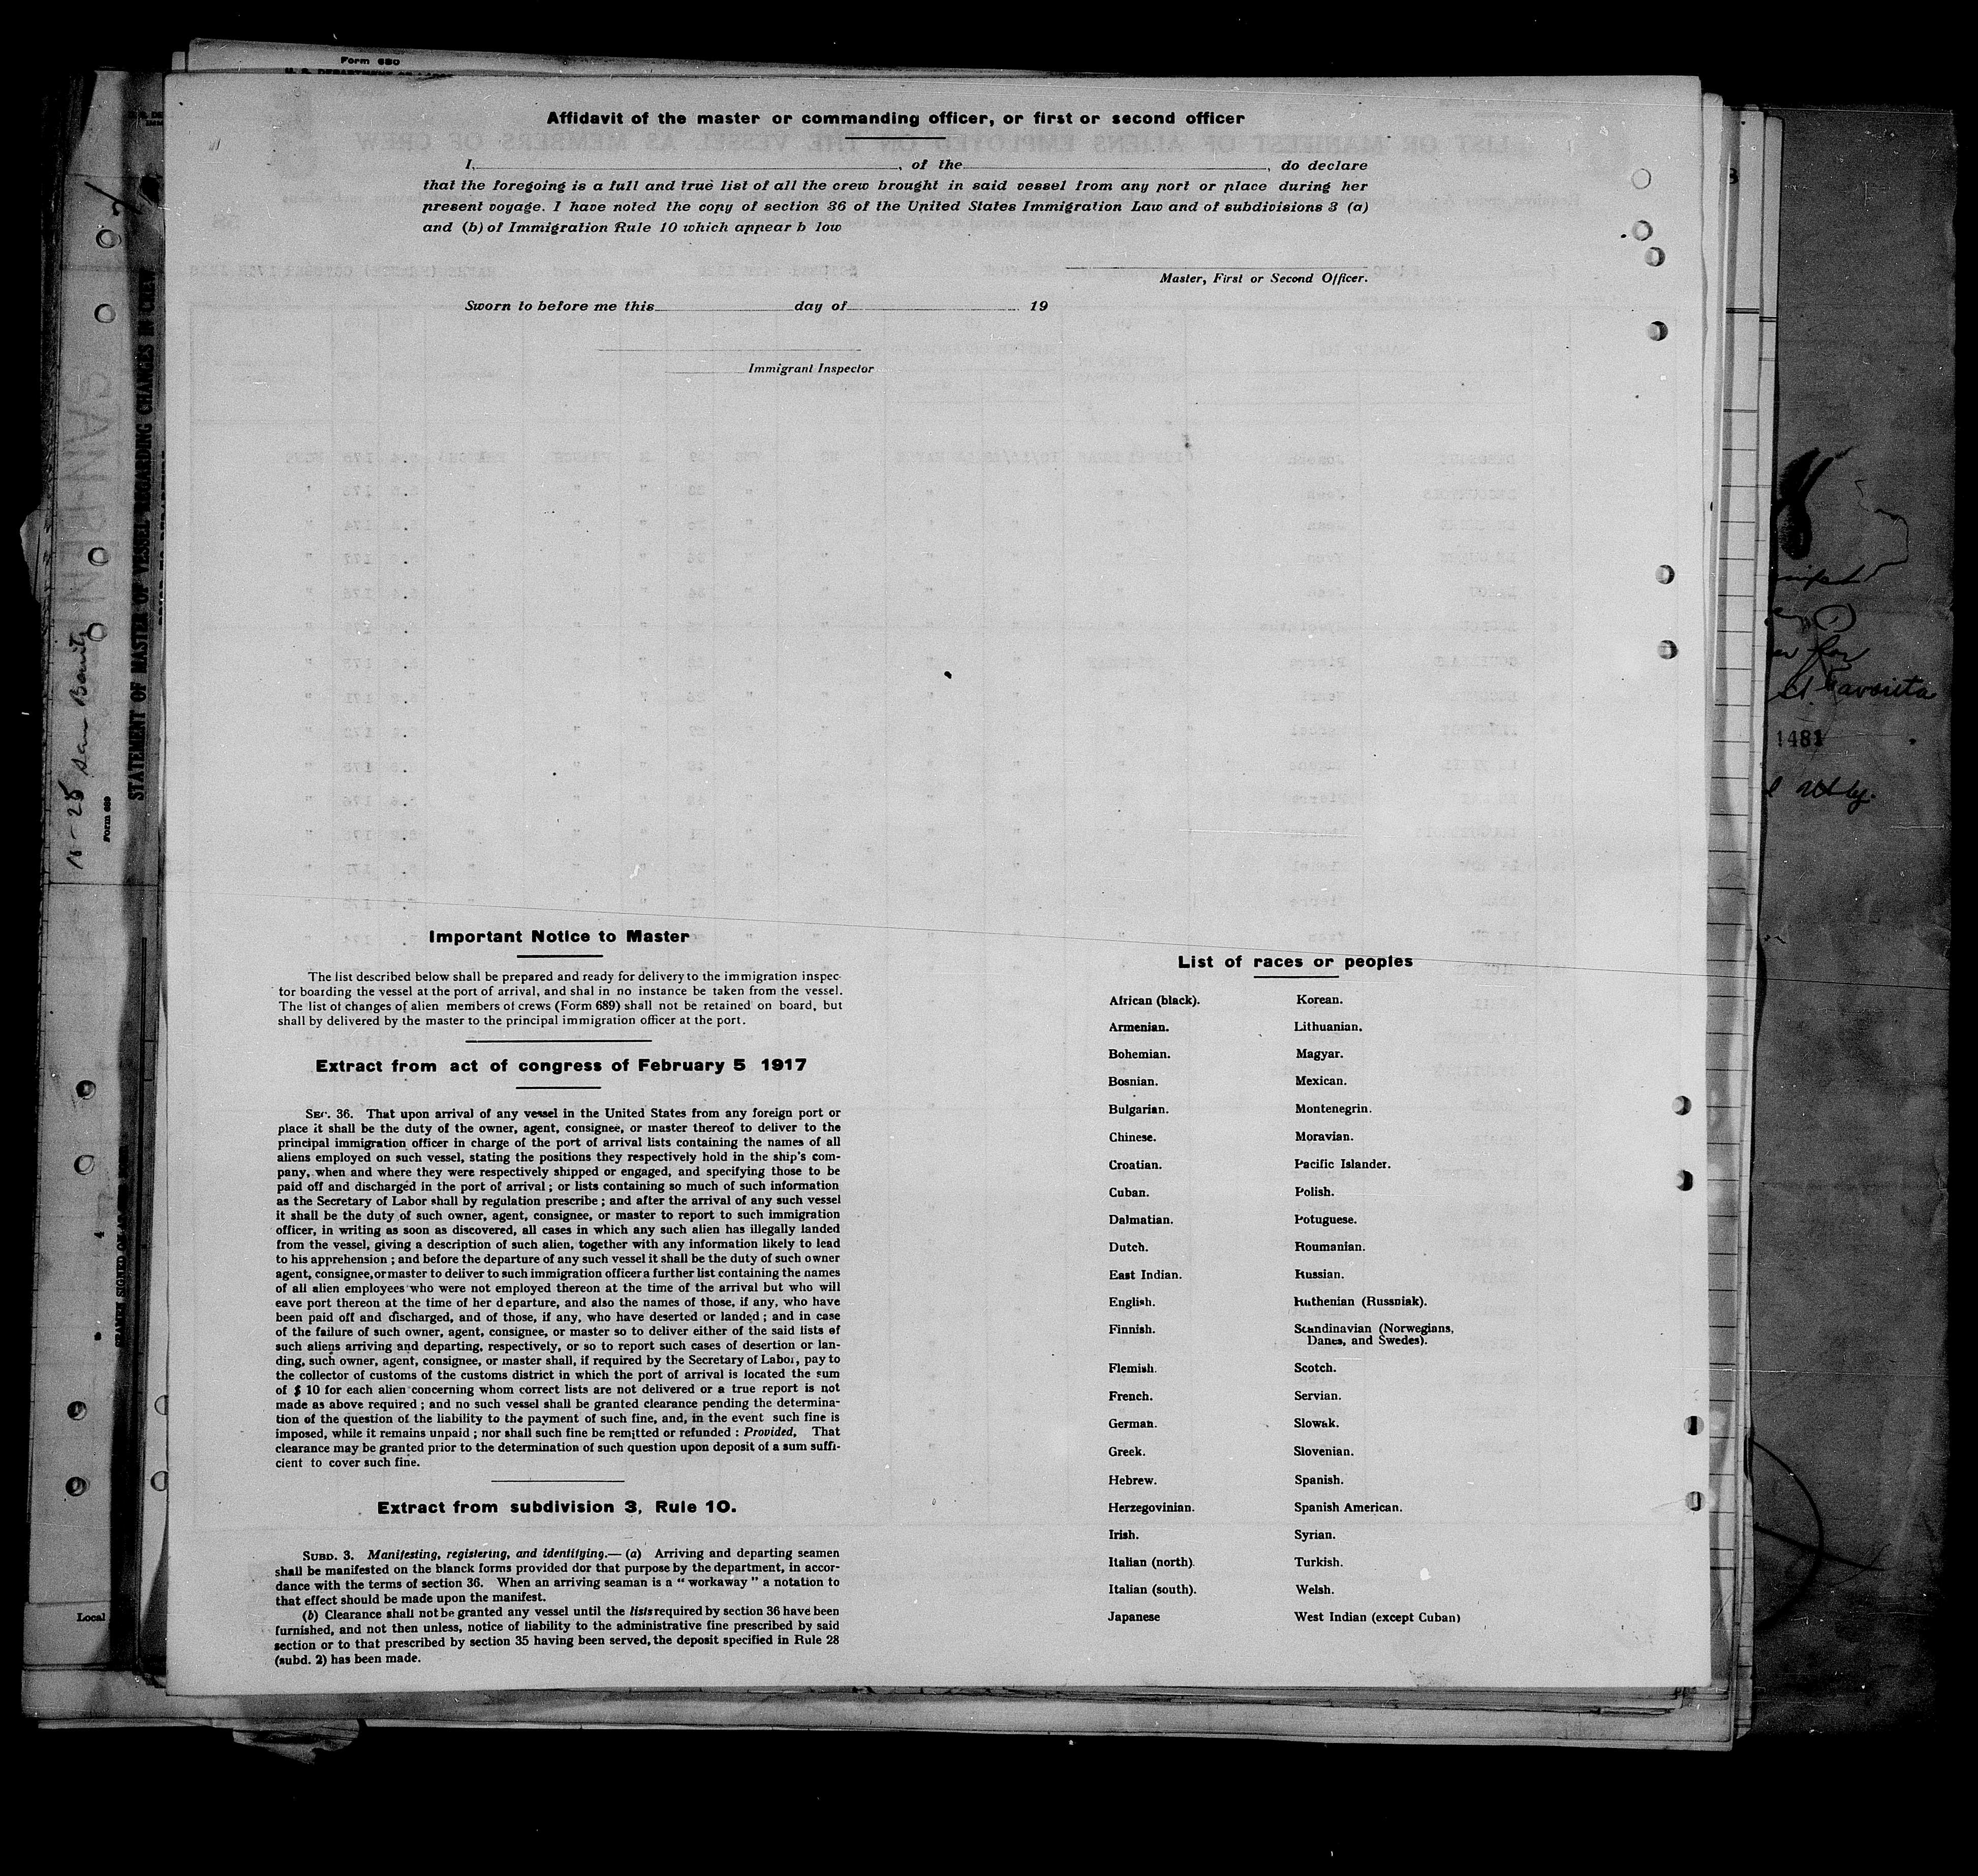 Form 680
Affidavit of the master or commanding officer, or first or second officer
I, , of the , do declare
that the foregoing is a full and true list of all the crew brought in said vessel from any port or place during her
present voyage. I have noted the copy of section 36 of the United States Immigration Law and of subdivisions 3 (a)
and (b) of Immigration Rule 10 which appear b low
Master, First or Second Officer.
Sworn to before me this day of 19
Immigrant Inspector
Important Notice to Master
The list described below shall be prepared and ready for delivery to the immigration inspec-
tor boarding the vessel at the port of arrival, and shal in no instance be taken from the vessel.
The list of changes of alien members of crews (Form 689) shall not be retained on board, but
shall by delivered by the master to the principal immigration officer at the port.
Extract from act of congress of February 5 1917
SEC. 36. That upon arrival of any vessel in the United States from any foreign port or
place it shall be the duty of the owner, agent, consignee, or master thereof to deliver to the
principal immigration officer in charge of the port of arrival lists containing the names of all
aliens employed on such vessel, stating the positions they respectively hold in the ship's com-
pany, when and where they were respectively shipped or engaged, and specifying those to be
paid off and discharged in the port of arrival ; or lists containing so much of such information
as the Secretary of Labor shall by regulation prescribe ; and after the arrival of any such vessel
it shall be the duty of such owner, agent, consignee, or master to report to such immigration
officer, in writing as soon as discovered, all cases in which any such alien has illegally landed
from the vessel, giving a description of such alien, together with any information likely to lead
to his apprehension ; and before the departure of any such vessel it shall be the duty of such owner
agent, consignee, or master to deliver to such immigration officer a further list containing the names
of all alien employees who were not employed thereon at the time of the arrival but who will
eave port thereon at the time of her departure, and also the names of those, if any, who have
been paid off and discharged, and of those, if any, who have deserted or landed ; and in case
of the failure of such owner, agent, consignee, or master so to deliver either of the said lists of
such aliens arriving and departing, respectively, or so to report such cases of desertion or lan-
ding, such owner, agent, consignee, or master shall, if required by the Secretary of Labor, pay to
the collector of customs of the customs district in which the port of arrival is located the sum
of $ 10 for each alien concerning whom correct lists are not delivered or a true report is not
made as above required ; and no such vessel shall be granted clearance pending the determina-
tion of the question of the liability to the payment of such fine, and, in the event such fine is
imposed, while it remains unpaid ; nor shall such fine be remitted or refunded : Provided, That
clearance may be granted prior to the determination of such question upon deposit of a sum suffi-
cient to cover such fine.
Extract from subdivision 3, Rule 10.
SUBD. 3. Manifesting, registering, and identifying.— (a) Arriving and departing seamen
shall be manifested on the blanck forms provided dor that purpose by the department, in accor-
dance with the terms of section 36. When an arriving seaman is a “ workaway ” a notation to
that effect should be made upon the manifest.
(b) Clearance shall not be granted any vessel until the lists required by section 36 have been
furnished, and not then unless, notice of liability to the administrative fine prescribed by said
section or to that prescribed by section 35 having been served, the deposit specified in Rule 28
(subd. 2) has been made.
List of races or peoples
African (black). Korean.
Armenian. Lithuanian.
Bohemian. Magyar.
Bosnian. Mexican.
Bulgarian. Montenegrin.
Chinese. Moravian.
Croatian. Pacific Islander.
Cuban. Polish.
Dalmatian. Potuguese.
Dutch. Roumanian.
East Indian. Russian.
English. Ruthenian (Russniak).
Finnish. Scandinavian (Norwegians,
Danes, and Swedes).
Flemish. Scotch.
French. Servian.
German. Slowak.
Greek. Slovenian.
Hebrew. Spanish.
Herzegovinian. Spanish American.
Irish. Syrian.
Italian (north). Turkish.
Italian (south). Welsh.
Japanese West Indian (except Cuban)
STATEMENT OF MASTER OF VESSEL REGARDING CHANGES IN CREW
Form 689
Local
1481